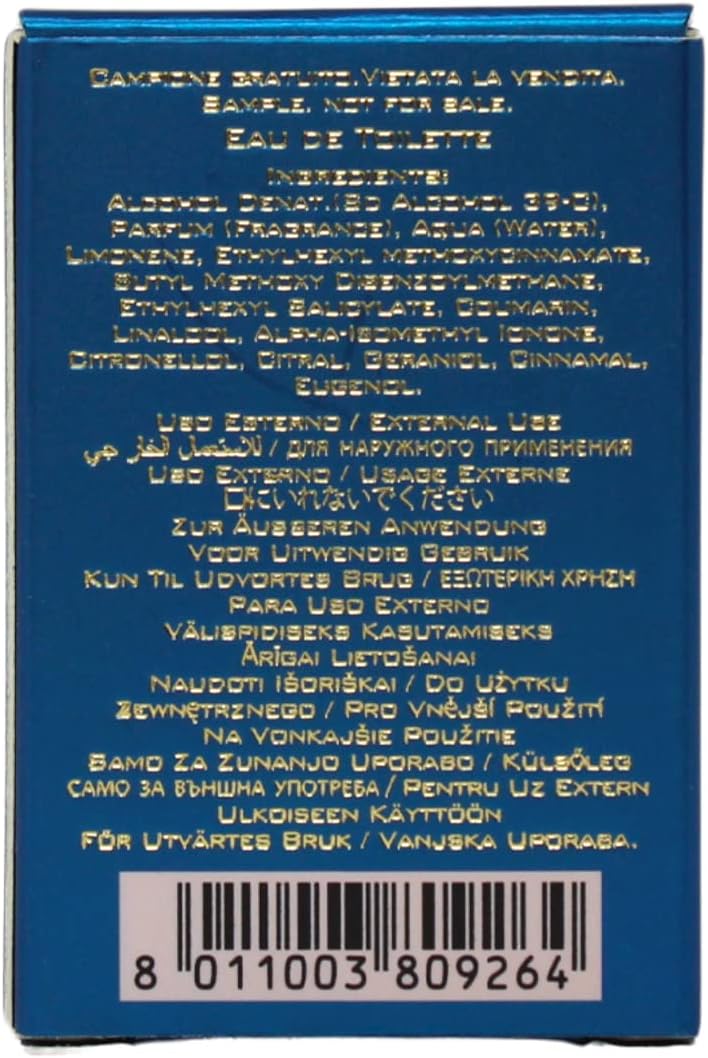 Campione gratuito. Vietata la vendita.
Sample. not for sale.
Eau de Toilette
Ingredients:
Alcohol Denat.(SD Alcohol 39-C),
Parfum (Fragrance), Aqua (Water),
Limonene, Ethylhexyl methoxycinnamate,
Butyl Methoxy Dibenzoylmethane,
Ethylhexyl Salicylate, Coumarin,
Linalool, Alpha-Isomethyl Ionone,
Citronellol, Citral, Geraniol, Cinnamal,
Eugenol.
Uso Esterno / External Use
للاستعمال الخارجي / ДЛЯ НАРУЖНОГО ПРИМЕНЕНИЯ
Uso Externo / Usage Externe
口にいれないでください
Zur Äusseren Anwendung
Voor Uitwendig Gebruik
Kun Til Udvortes Brug / ΕΞΩΤΕΡΙΚΗ ΧΡΗΣΗ
Para Uso Externo
Välispidiseks Kasutamiseks
Ārīgai Lietošanai
Naudoti Išoriškai / Do Użytku
Zewnętrznego / Pro Vnější Použití
Na Vonkajšie Použitie
Samo Za Zunanjo Uporabo / Külsőleg
САМО ЗА ВЪНШНА УПОТРЕБА / Pentru Uz Extern
Ulkoiseen Käyttöön
För Utvärtes Bruk / Vanjska Uporaba.
8 011003 809264